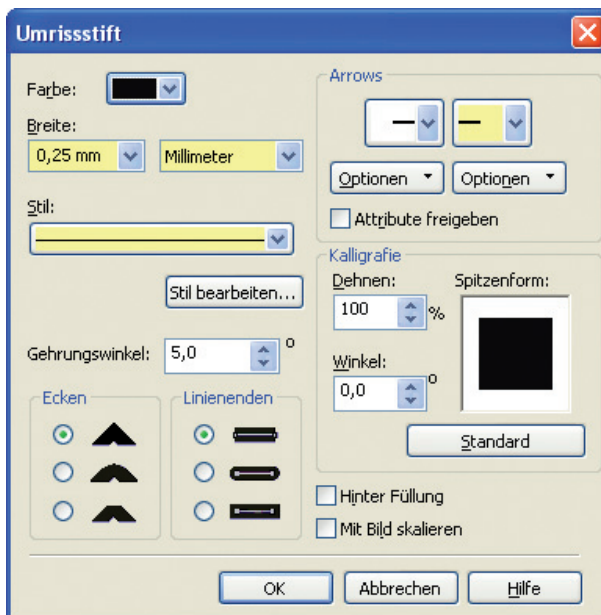 Umrissstift
Farbe:
Breite:
0,25 mm
Millimeter
Stil:
Stil bearbeiten...
Gehrungswinkel:
5,0
°
Ecken
Linienenden
Arrows
Optionen
Optionen
Attribute freigeben
Kalligrafie
Dehnen:
Spitzenform:
100
%
Winkel:
0,0
°
Standard
Hinter Füllung
Mit Bild skalieren
OK
Abbrechen
Hilfe